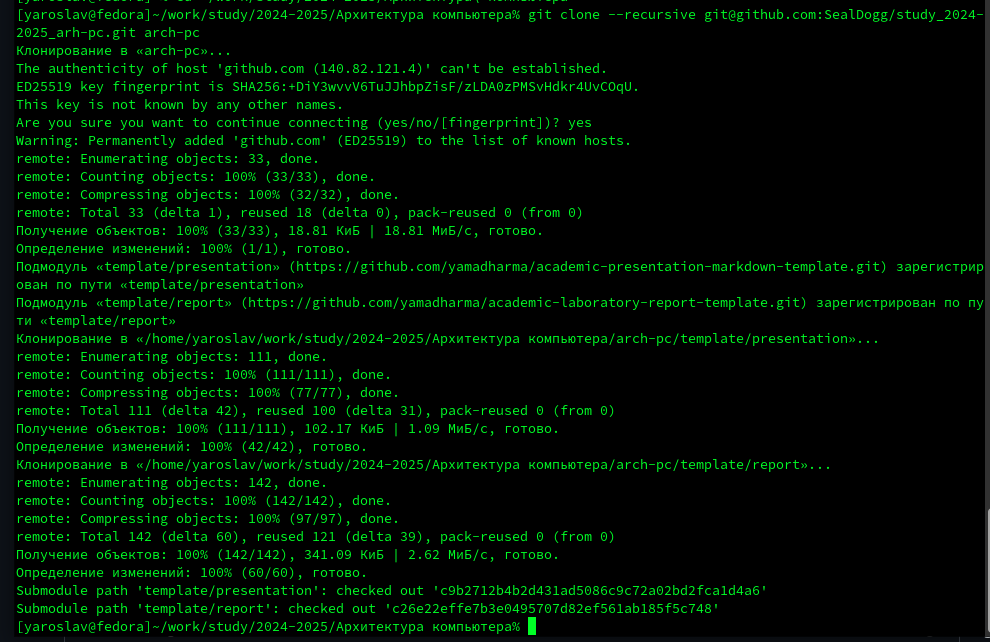 [yaroslav@fedora]~/work/study/2024-2025/Архитектура компьютера% git clone --recursive git@github.com:SealDogg/study_2024-
2025_arh-pc.git arch-pc
Клонирование в «arch-pc»...
The authenticity of host 'github.com (140.82.121.4)' can't be established.
ED25519 key fingerprint is SHA256:+DiY3wvvV6TuJJhbpZisF/zLDA0zPMSvHdkr4UvCOqU.
This key is not known by any other names.
Are you sure you want to continue connecting (yes/no/[fingerprint])? yes
Warning: Permanently added 'github.com' (ED25519) to the list of known hosts.
remote: Enumerating objects: 33, done.
remote: Counting objects: 100% (33/33), done.
remote: Compressing objects: 100% (32/32), done.
remote: Total 33 (delta 1), reused 18 (delta 0), pack-reused 0 (from 0)
Получение объектов: 100% (33/33), 18.81 КиБ | 18.81 МиБ/с, готово.
Определение изменений: 100% (1/1), готово.
Подмодуль «template/presentation» (https://github.com/yamadharma/academic-presentation-markdown-template.git) зарегистрир
ован по пути «template/presentation»
Подмодуль «template/report» (https://github.com/yamadharma/academic-laboratory-report-template.git) зарегистрирован по пу
ти «template/report»
Клонирование в «/home/yaroslav/work/study/2024-2025/Архитектура компьютера/arch-pc/template/presentation»...
remote: Enumerating objects: 111, done.
remote: Counting objects: 100% (111/111), done.
remote: Compressing objects: 100% (77/77), done.
remote: Total 111 (delta 42), reused 100 (delta 31), pack-reused 0 (from 0)
Получение объектов: 100% (111/111), 102.17 КиБ | 1.09 МиБ/с, готово.
Определение изменений: 100% (42/42), готово.
Клонирование в «/home/yaroslav/work/study/2024-2025/Архитектура компьютера/arch-pc/template/report»...
remote: Enumerating objects: 142, done.
remote: Counting objects: 100% (142/142), done.
remote: Compressing objects: 100% (97/97), done.
remote: Total 142 (delta 60), reused 121 (delta 39), pack-reused 0 (from 0)
Получение объектов: 100% (142/142), 341.09 КиБ | 2.62 МиБ/с, готово.
Определение изменений: 100% (60/60), готово.
Submodule path 'template/presentation': checked out 'c9b2712b4b2d431ad5086c9c72a02bd2fca1d4a6'
Submodule path 'template/report': checked out 'c26e22effe7b3e0495707d82ef561ab185f5c748'
[yaroslav@fedora]~/work/study/2024-2025/Архитектура компьютера%